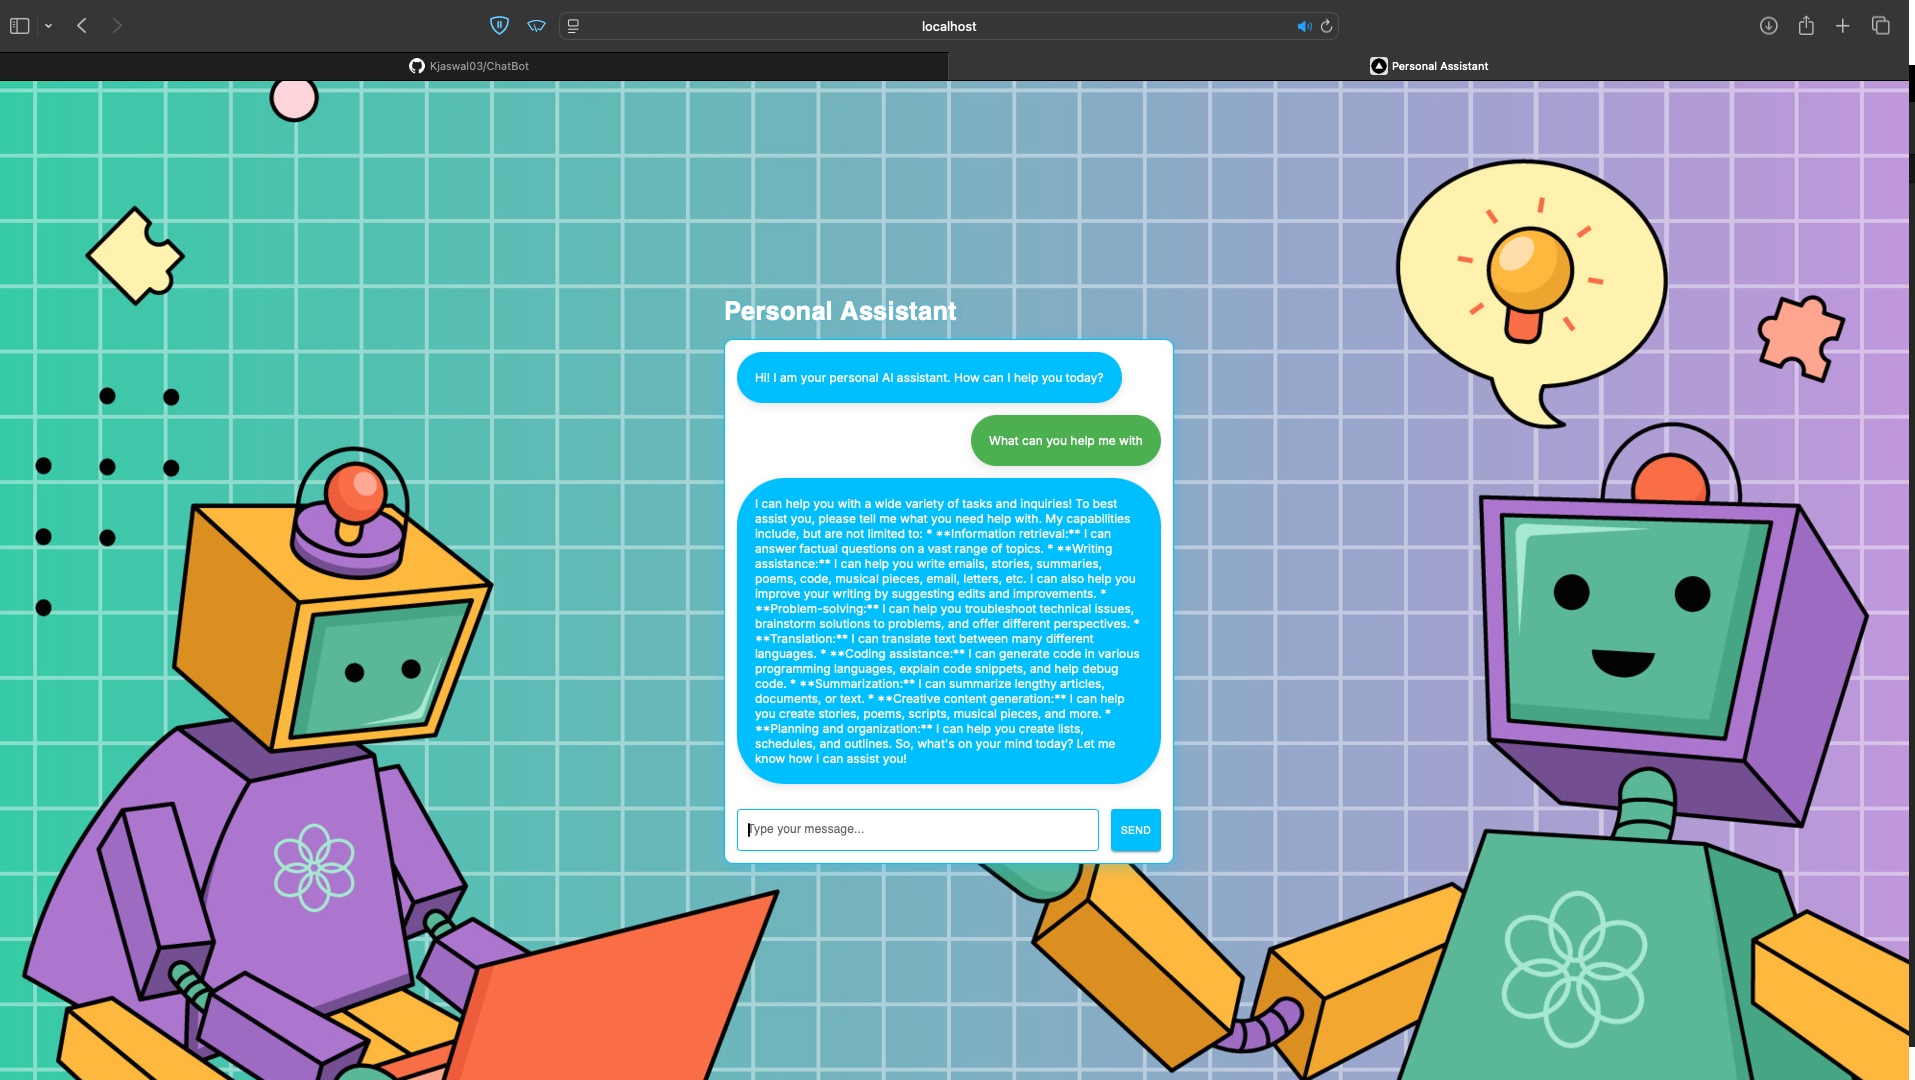 localhost
Kjaswal03/ChatBot
Personal Assistant
Personal Assistant
Hi! I am your personal AI assistant. How can I help you today?
What can you help me with
I can help you with a wide variety of tasks and inquiries! To best
assist you, please tell me what you need help with. My capabilities
include, but are not limited to: * **Information retrieval:** I can
answer factual questions on a vast range of topics. * **Writing
assistance:** I can help you write emails, stories, summaries,
poems, code, musical pieces, email, letters, etc. I can also help you
improve your writing by suggesting edits and improvements. *
**Problem-solving:** I can help you troubleshoot technical issues,
brainstorm solutions to problems, and offer different perspectives. *
**Translation:** I can translate text between many different
languages. * **Coding assistance:** I can generate code in various
programming languages, explain code snippets, and help debug
code. * **Summarization:** I can summarize lengthy articles,
documents, or text. * **Creative content generation:** I can help
you create stories, poems, scripts, musical pieces, and more. *
**Planning and organization:** I can help you create lists,
schedules, and outlines. So, what's on your mind today? Let me
know how I can assist you!
Type your message...
SEND